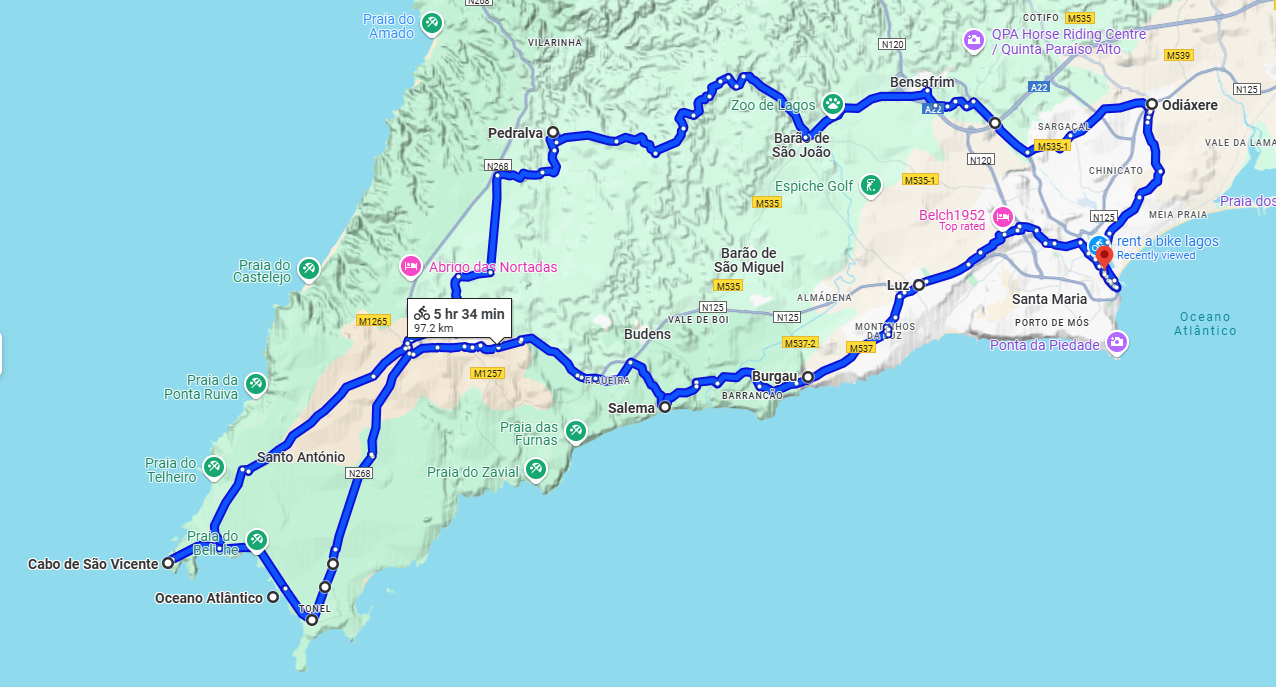 N268
Praia do
Amado
VILARINHA
COTIFO
M535
QPA Horse Riding Centre
/ Quinta Paraíso Alto
N120
M539
Bensafrim
A22
N125
Zoo de Lagos
A22
Odiáxere
Pedralva
Barão de
São João
SARGAÇAL
M535-1
VALE DA LAMA
N268
N120
CHINICATO
Espiche Golf
M535-1
M535
Praia dos
Belch1952
Top rated
N125
MEIA PRAIA
rent a bike lagos
Recently viewed
Barão de
São Miguel
Praia do
Castelejo
Abrigo das Nortadas
M535
Luz
ALMÁDENA
Santa Maria
5 hr 34 min
97.2 km
N125
N125
VALE DE BOI
M1265
Budens
MONTINHOS
DA LUZ
PORTO DE MÓS
Oceano
Atlântico
M537-2
M537
Ponta da Piedade
M1257
FIGUEIRA
Burgau
Praia da
Ponta Ruiva
BARRANCÃO
Salema
Praia das
Furnas
Santo António
Praia do
Telheiro
N268
Praia do Zavial
Praia do
Beliche
Cabo de São Vicente
Oceano Atlântico
TONEL